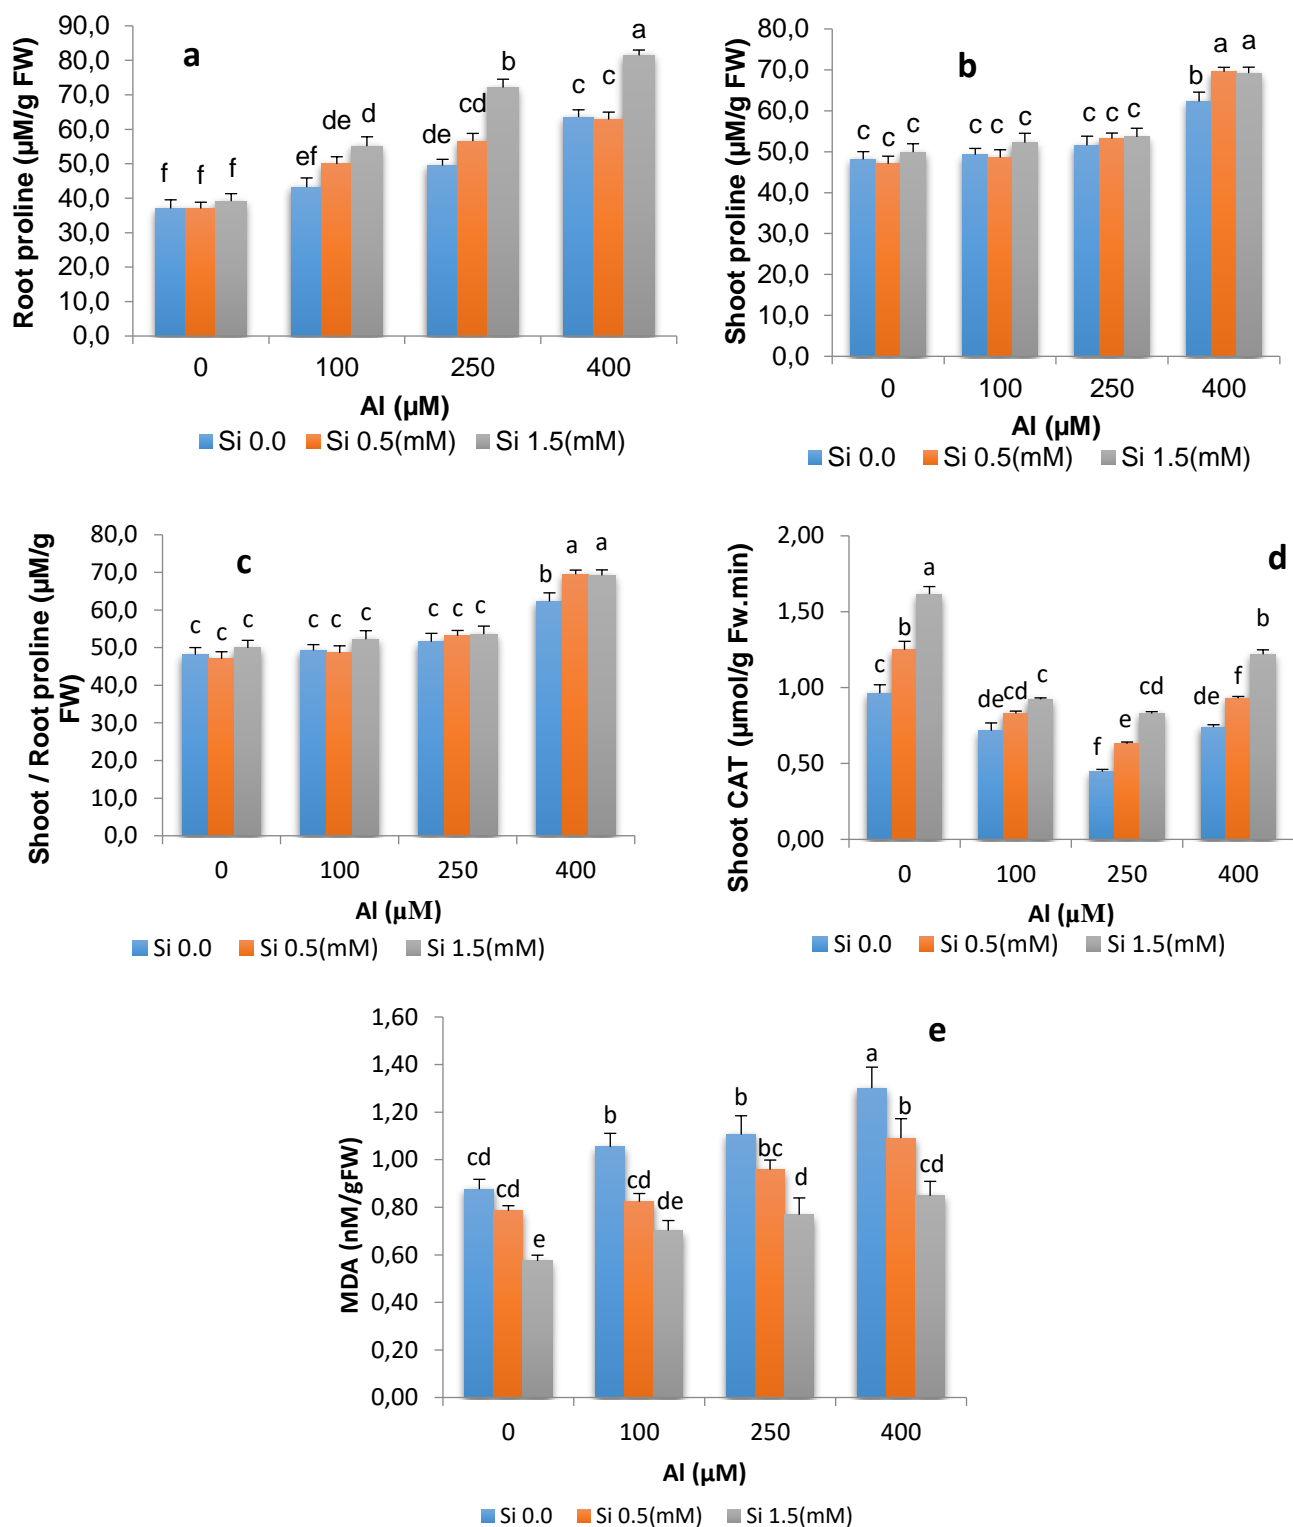 a
Root proline (µM/g FW)
90,0
80,0
70,0
60,0
50,0
40,0
30,0
20,0
10,0
0,0
f f f
ef de d
de cd b
c c a
0 100 250 400
Al (µM)
Si 0.0 Si 0.5(mM) Si 1.5(mM)
b
Shoot proline (µM/g FW)
80,0
70,0
60,0
50,0
40,0
30,0
20,0
10,0
0,0
c c c
c c c
c c c
b a a
0 100 250 400
Al (µM)
Si 0.0 Si 0.5(mM) Si 1.5(mM)
c
Shoot / Root proline (µM/g
FW)
80,0
70,0
60,0
50,0
40,0
30,0
20,0
10,0
0,0
c c c
c c c
c c c
b a a
0 100 250 400
Al (µM)
Si 0.0 Si 0.5(mM) Si 1.5(mM)
d
Shoot CAT (µmol/g Fw.min)
2,00
1,50
1,00
0,50
0,00
c b a
de cd c
f e cd
de f b
0 100 250 400
Al (µM)
Si 0.0 Si 0.5(mM) Si 1.5(mM)
e
MDA (nM/gFW)
1,60
1,40
1,20
1,00
0,80
0,60
0,40
0,20
0,00
cd cd e
b cd de
b bc d
a b cd
0 100 250 400
Al (µM)
Si 0.0 Si 0.5(mM) Si 1.5(mM)